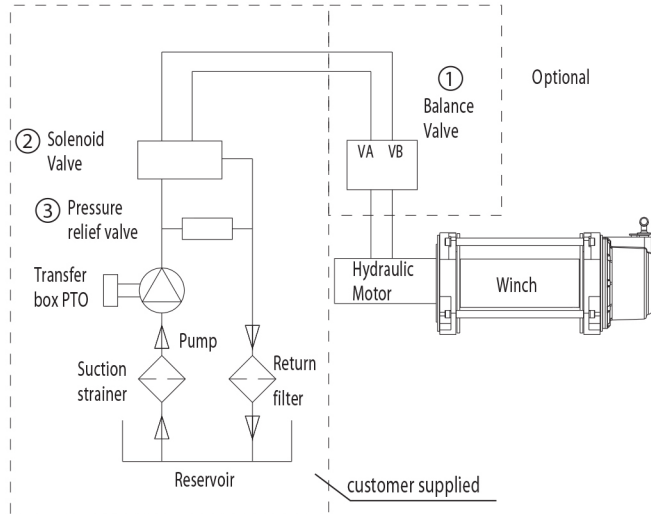 ①
Balance
Valve
Optional
② Solenoid
Valve
VA VB
③ Pressure
relief valve
Transfer
box PTO
Hydraulic
Motor
Winch
Pump
Suction
strainer
Return
filter
Reservoir
customer supplied